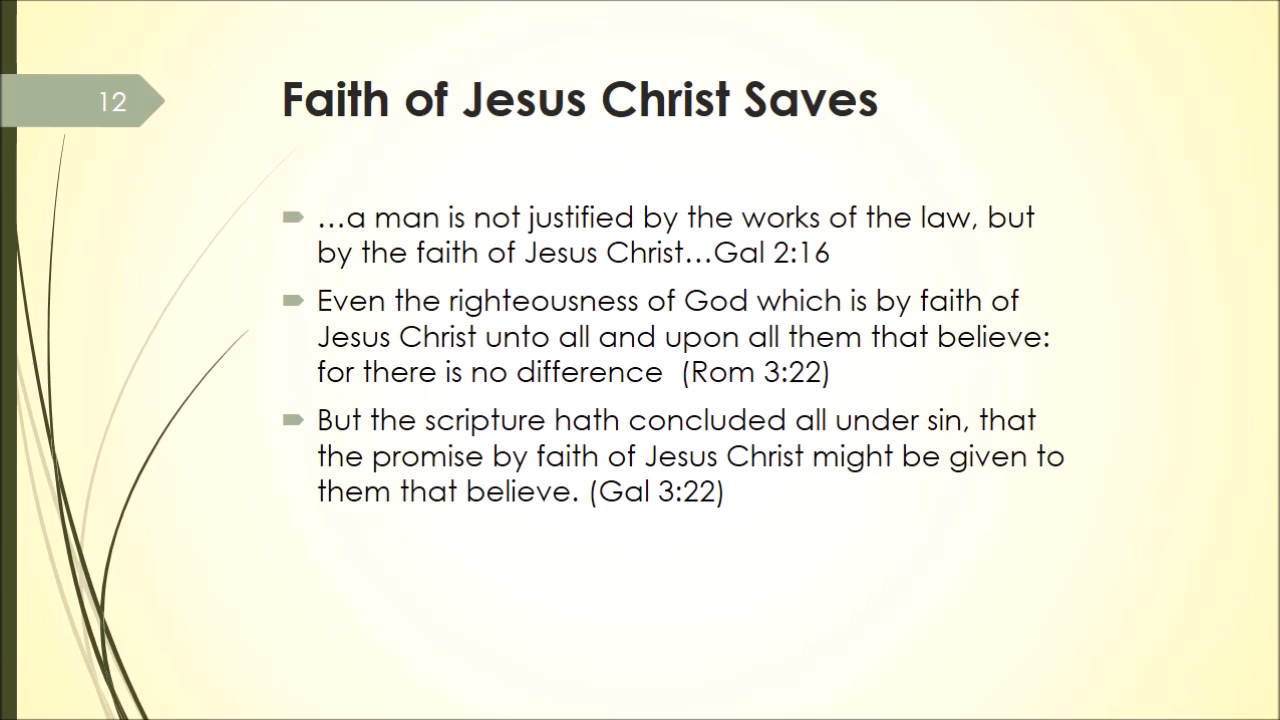 12
Faith of Jesus Christ Saves
…a man is not justified by the works of the law, but
by the faith of Jesus Christ…Gal 2:16
Even the righteousness of God which is by faith of
Jesus Christ unto all and upon all them that believe:
for there is no difference  (Rom 3:22)
But the scripture hath concluded all under sin, that
the promise by faith of Jesus Christ might be given to
them that believe. (Gal 3:22)